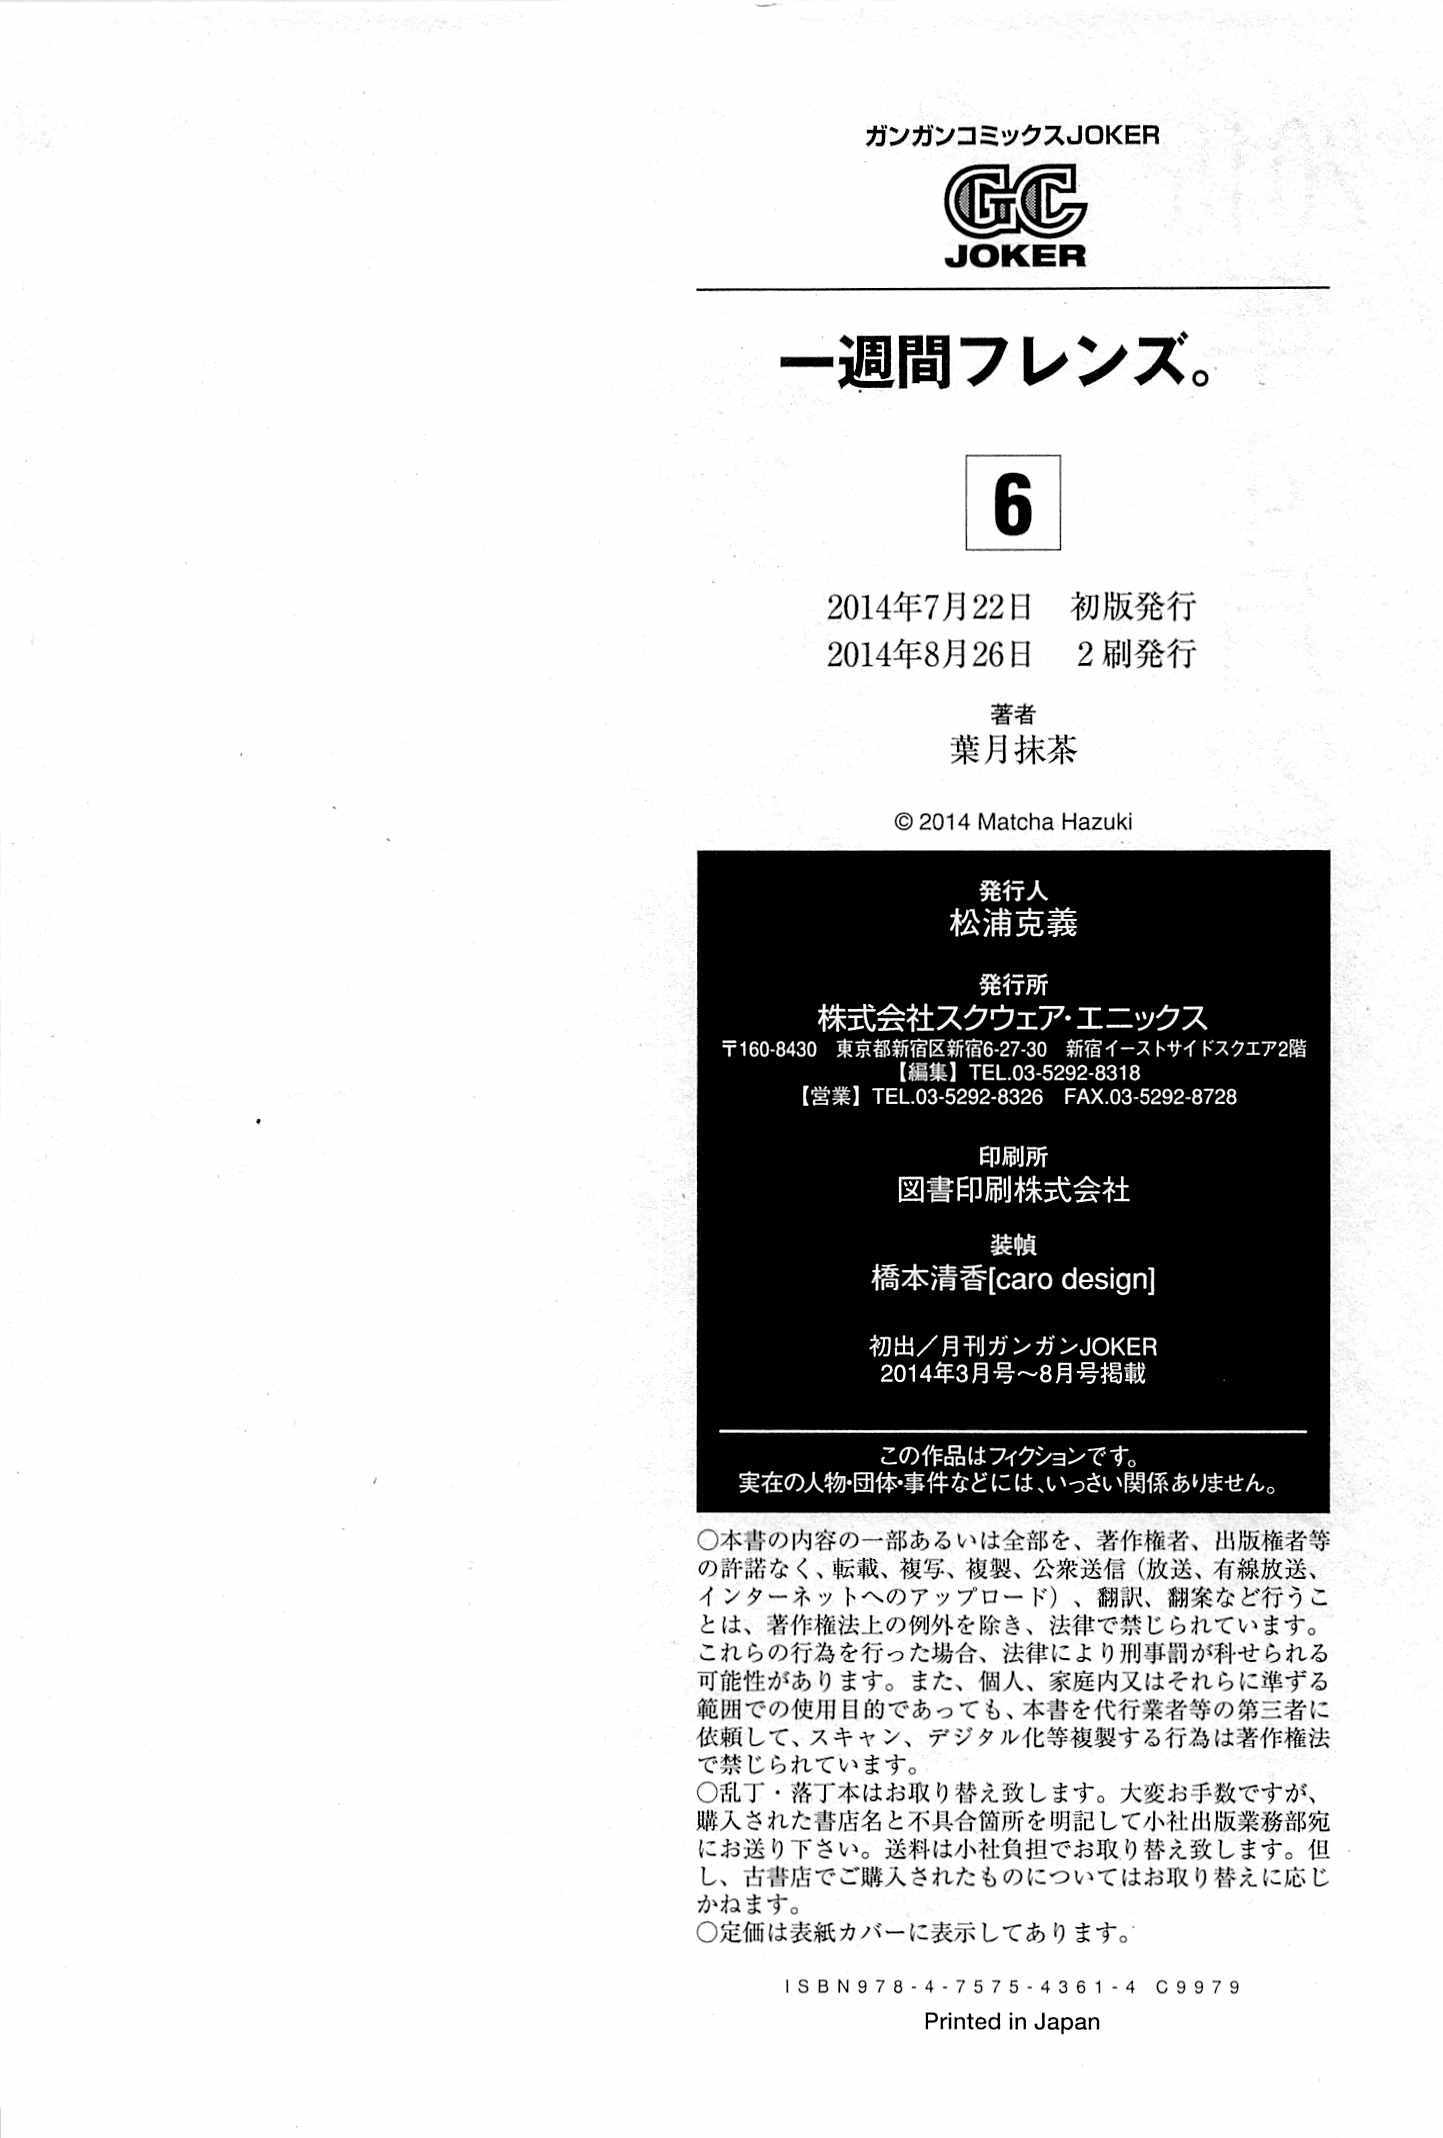 ガンガンコミックスJOKER
GC
JOKER
一週間フレンズ。
6
2014年7月22日　初版発行
2014年8月26日　2刷発行
著者
葉月抹茶
© 2014 Matcha Hazuki
発行人
松浦克義
発行所
株式会社スクウェア・エニックス
〒160-8430　東京都新宿区新宿6-27-30　新宿イーストサイドスクエア2階
【編集】TEL.03-5292-8318
【営業】TEL.03-5292-8326　FAX.03-5292-8728
印刷所
図書印刷株式会社
装幀
橋本清香[caro design]
初出／月刊ガンガンJOKER
2014年3月号～8月号掲載
この作品はフィクションです。
実在の人物・団体・事件などには、いっさい関係ありません。
○本書の内容の一部あるいは全部を、著作権者、出版権者等
の許諾なく、転載、複写、複製、公衆送信（放送、有線放送、
インターネットへのアップロード）、翻訳、翻案など行うこ
とは、著作権法上の例外を除き、法律で禁じられています。
これらの行為を行った場合、法律により刑事罰が科せられる
可能性があります。また、個人、家庭内又はそれらに準ずる
範囲での使用目的であっても、本書を代行業者等の第三者に
依頼して、スキャン、デジタル化等複製する行為は著作権法
で禁じられています。
○乱丁・落丁本はお取り替え致します。大変お手数ですが、
購入された書店名と不具合箇所を明記して小社出版業務部宛
にお送り下さい。送料は小社負担でお取り替え致します。但
し、古書店でご購入されたものについてはお取り替えに応じ
かねます。
○定価は表紙カバーに表示してあります。
ISBN978-4-7575-4361-4 C9979
Printed in Japan